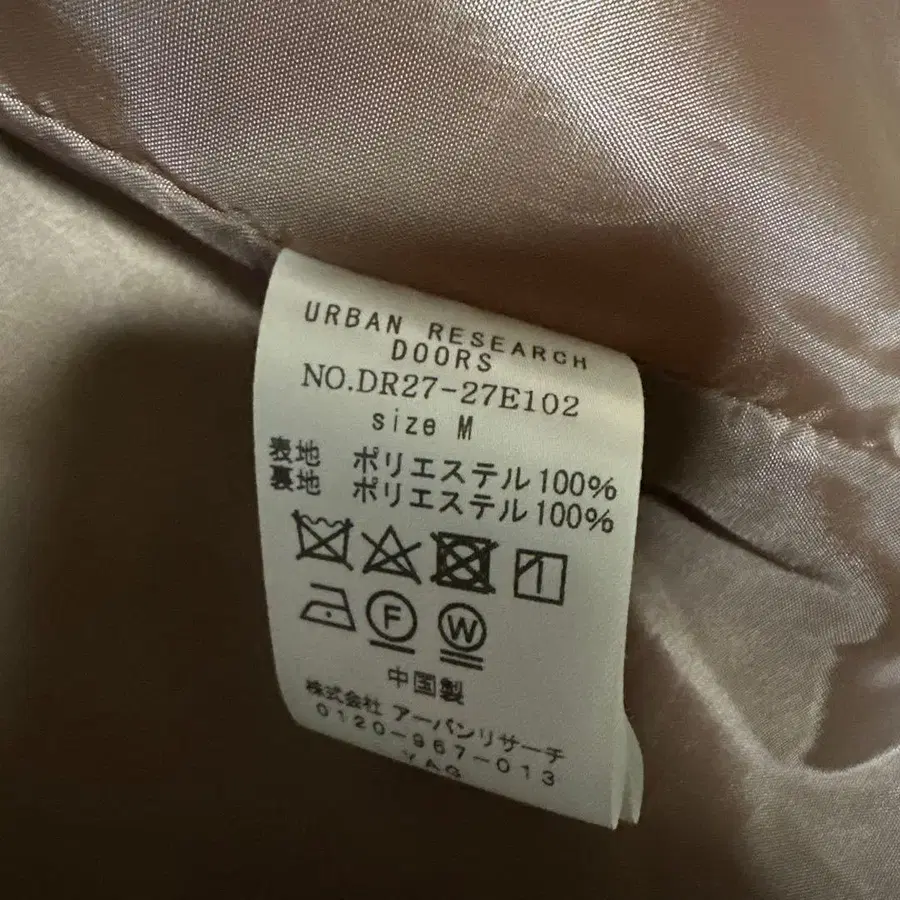 URBAN RESEARCH
DOORS
NO.DR27-27E102
size M
表地 ポリエステル100%
裏地 ポリエステル100%
F W
中国製
株式会社 アーバンリサーチ
0120-967-013